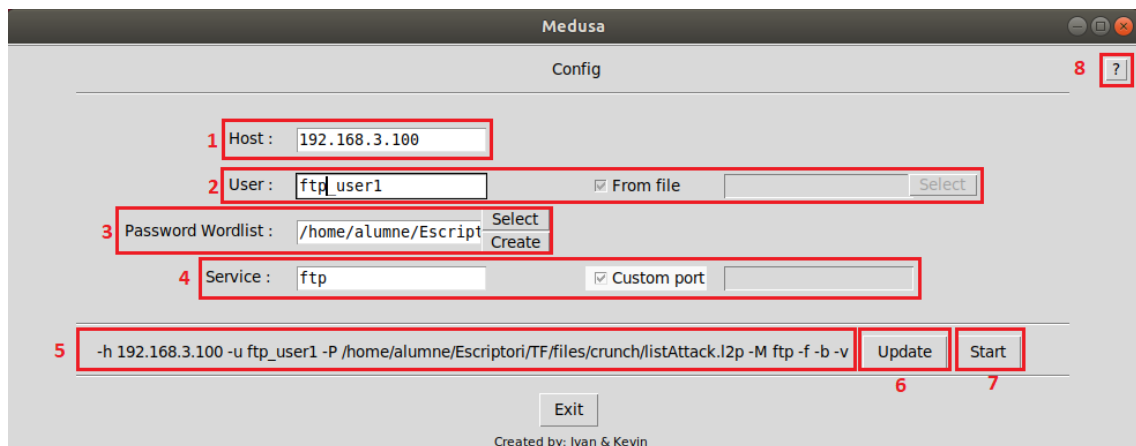 Medusa
Config
8 ?
1 Host : 192.168.3.100
2 User : ftp_user1 From file Select
3 Password Wordlist : /home/alumne/Escript Select
Create
4 Service : ftp Custom port
5 -h 192.168.3.100 -u ftp_user1 -P /home/alumne/Escriptori/TF/files/crunch/listAttack.l2p -M ftp -f -b -v Update Start
6 7
Exit
Created by: Ivan & Kevin